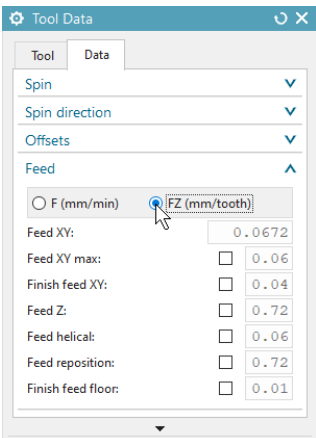 Tool Data
Tool Data
Spin
Spin direction
Offsets
Feed
F (mm/min) FZ (mm/tooth)
Feed XY: 0.0672
Feed XY max: 0.06
Finish feed XY: 0.04
Feed Z: 0.72
Feed helical: 0.06
Feed reposition: 0.72
Finish feed floor: 0.01